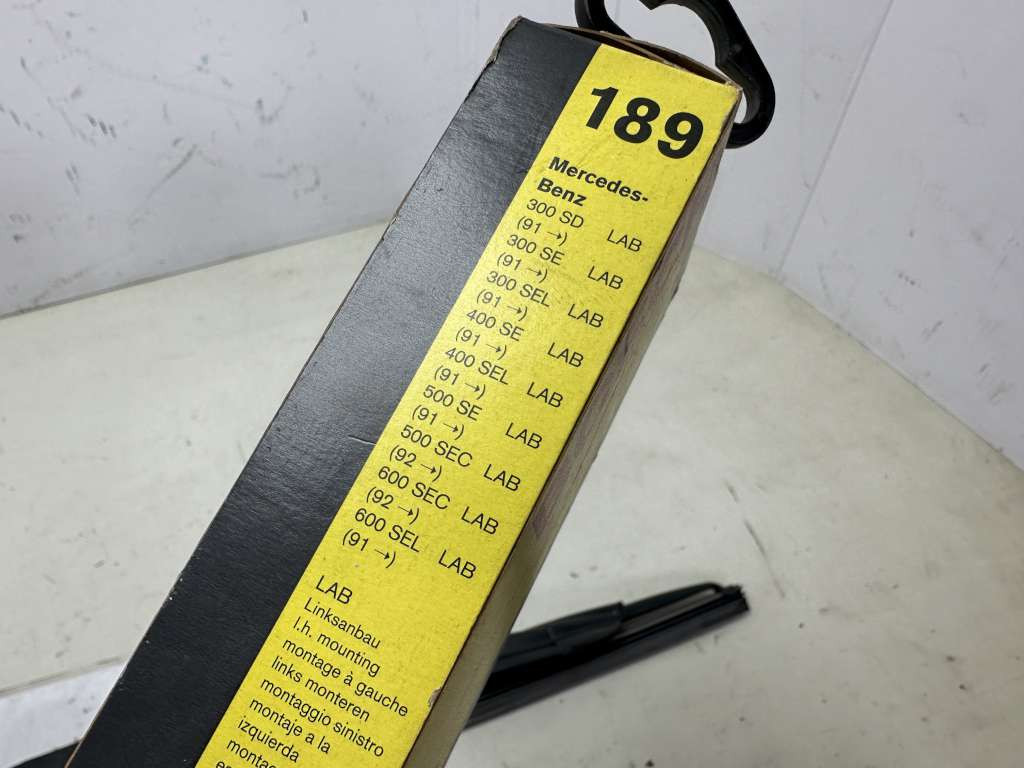 189
Mercedes-
Benz
300 SD LAB
(91 →)
300 SE LAB
(91 →)
300 SEL LAB
(91 →)
400 SE LAB
(91 →)
400 SEL LAB
(91 →)
500 SE LAB
(91 →)
500 SEC LAB
(92 →)
600 SEC LAB
(92 →)
600 SEL LAB
(91 →)
LAB
Linksanbau
l.h. mounting
montage à gauche
links monteren
montaggio sinistro
montaje a la
izquierda